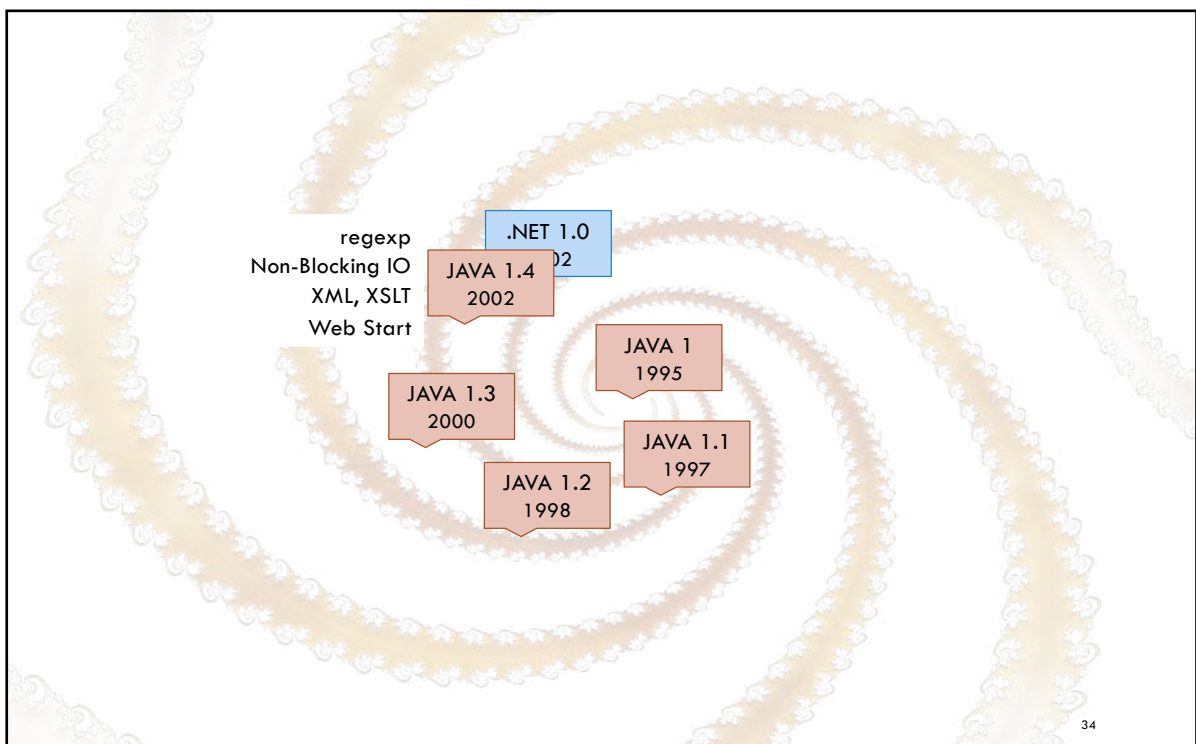 regexp
Non-Blocking IO
XML, XSLT
Web Start
.NET 1.0
JAVA 1.4
2002
JAVA 1
1995
JAVA 1.3
2000
JAVA 1.1
1997
JAVA 1.2
1998
34